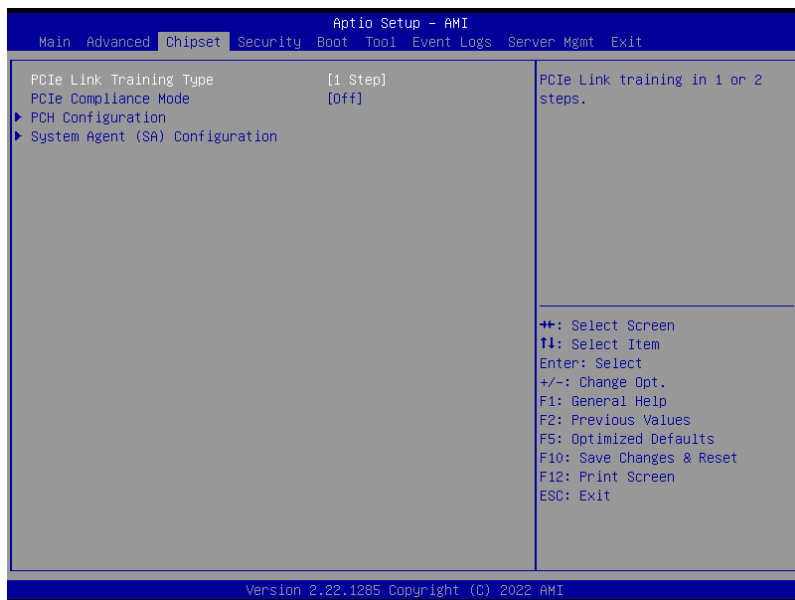 Aptio Setup – AMI
Main Advanced Chipset Security Boot Tool Event Logs Server Mgmt Exit
PCIe Link Training Type [1 Step]
PCIe Compliance Mode [Off]
▶ PCH Configuration
▶ System Agent (SA) Configuration
PCIe Link training in 1 or 2
steps.
→←: Select Screen
↑↓: Select Item
Enter: Select
+/-: Change Opt.
F1: General Help
F2: Previous Values
F5: Optimized Defaults
F10: Save Changes & Reset
F12: Print Screen
ESC: Exit
Version 2.22.1285 Copyright (C) 2022 AMI